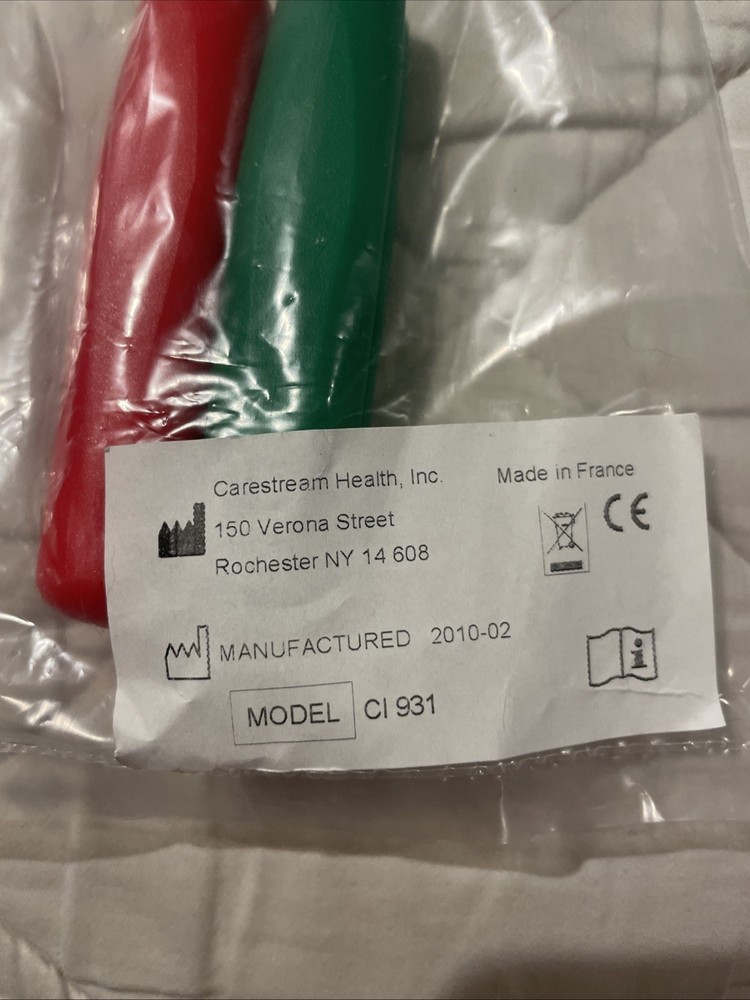 Carestream Health, Inc.
Made in France
150 Verona Street
Rochester NY 14 608
CE
MANUFACTURED 2010-02
i
MODEL CI 931